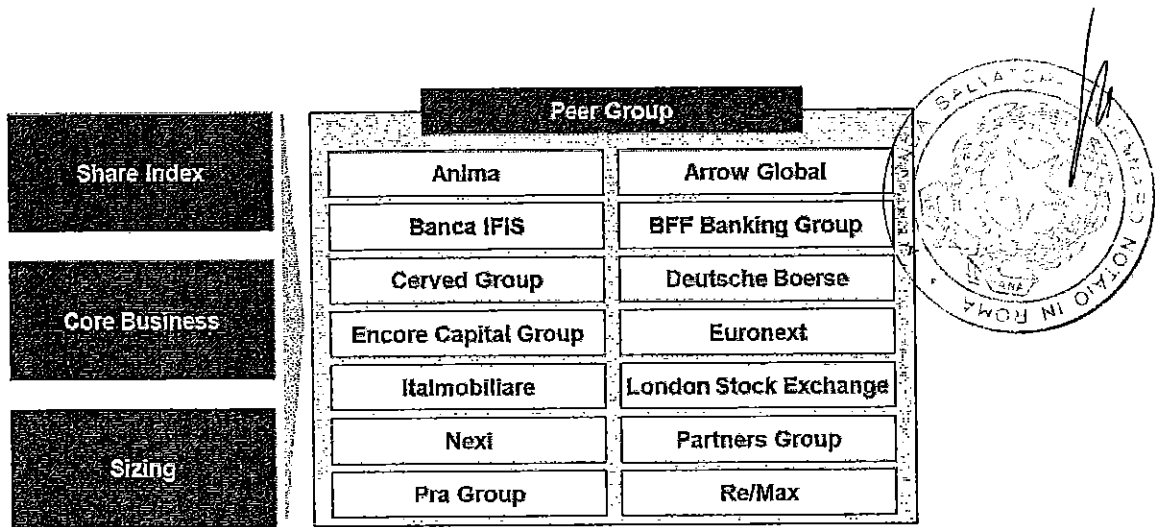 Peer Group
Share Index
Core Business
Sizing
Anima
Arrow Global
Banca IFIS
BFF Banking Group
Cerved Group
Deutsche Boerse
Encore Capital Group
Euronext
Italmobiliare
London Stock Exchange
Nexi
Partners Group
Pra Group
Re/Max
NOTAIO IN ROMA